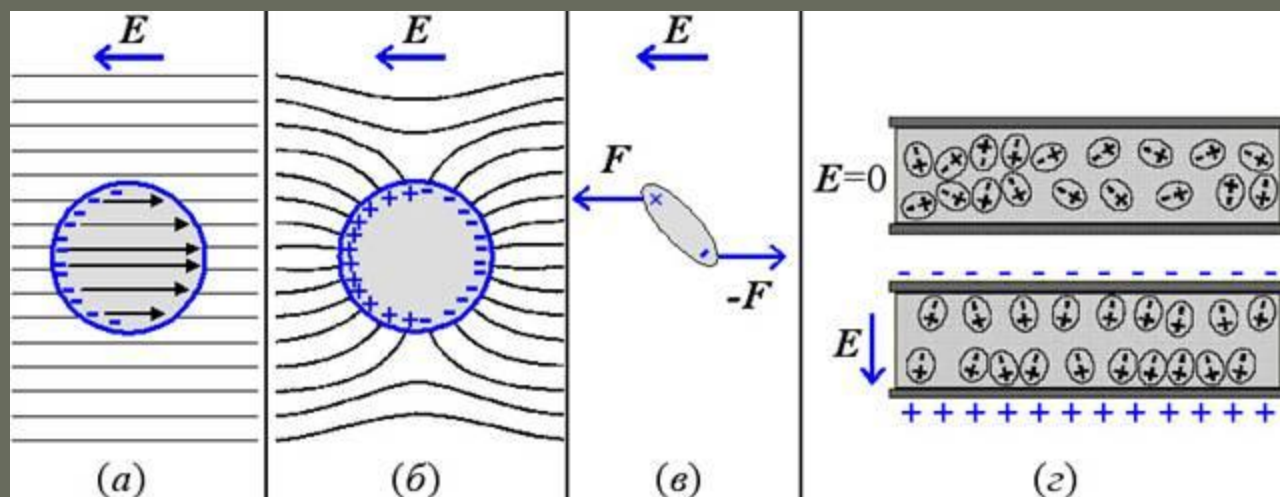 E
E
E
F
-F
E=0
- - - - - - - - - - - -
E
+ + + + + + + + + + + +
(а)
(б)
(в)
(г)